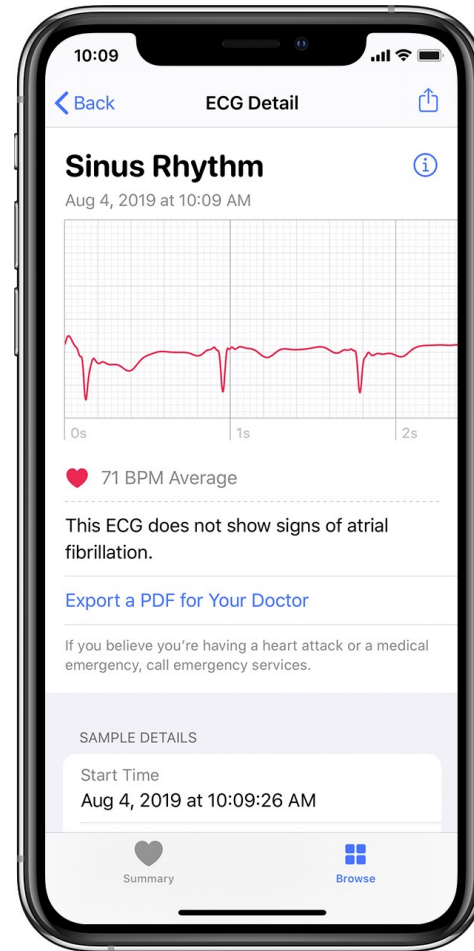 10:09
Back
ECG Detail
Sinus Rhythm
Aug 4, 2019 at 10:09 AM
0s
1s
2s
71 BPM Average
This ECG does not show signs of atrial
fibrillation.
Export a PDF for Your Doctor
If you believe you’re having a heart attack or a medical
emergency, call emergency services.
SAMPLE DETAILS
Start Time
Aug 4, 2019 at 10:09:26 AM
Summary
Browse